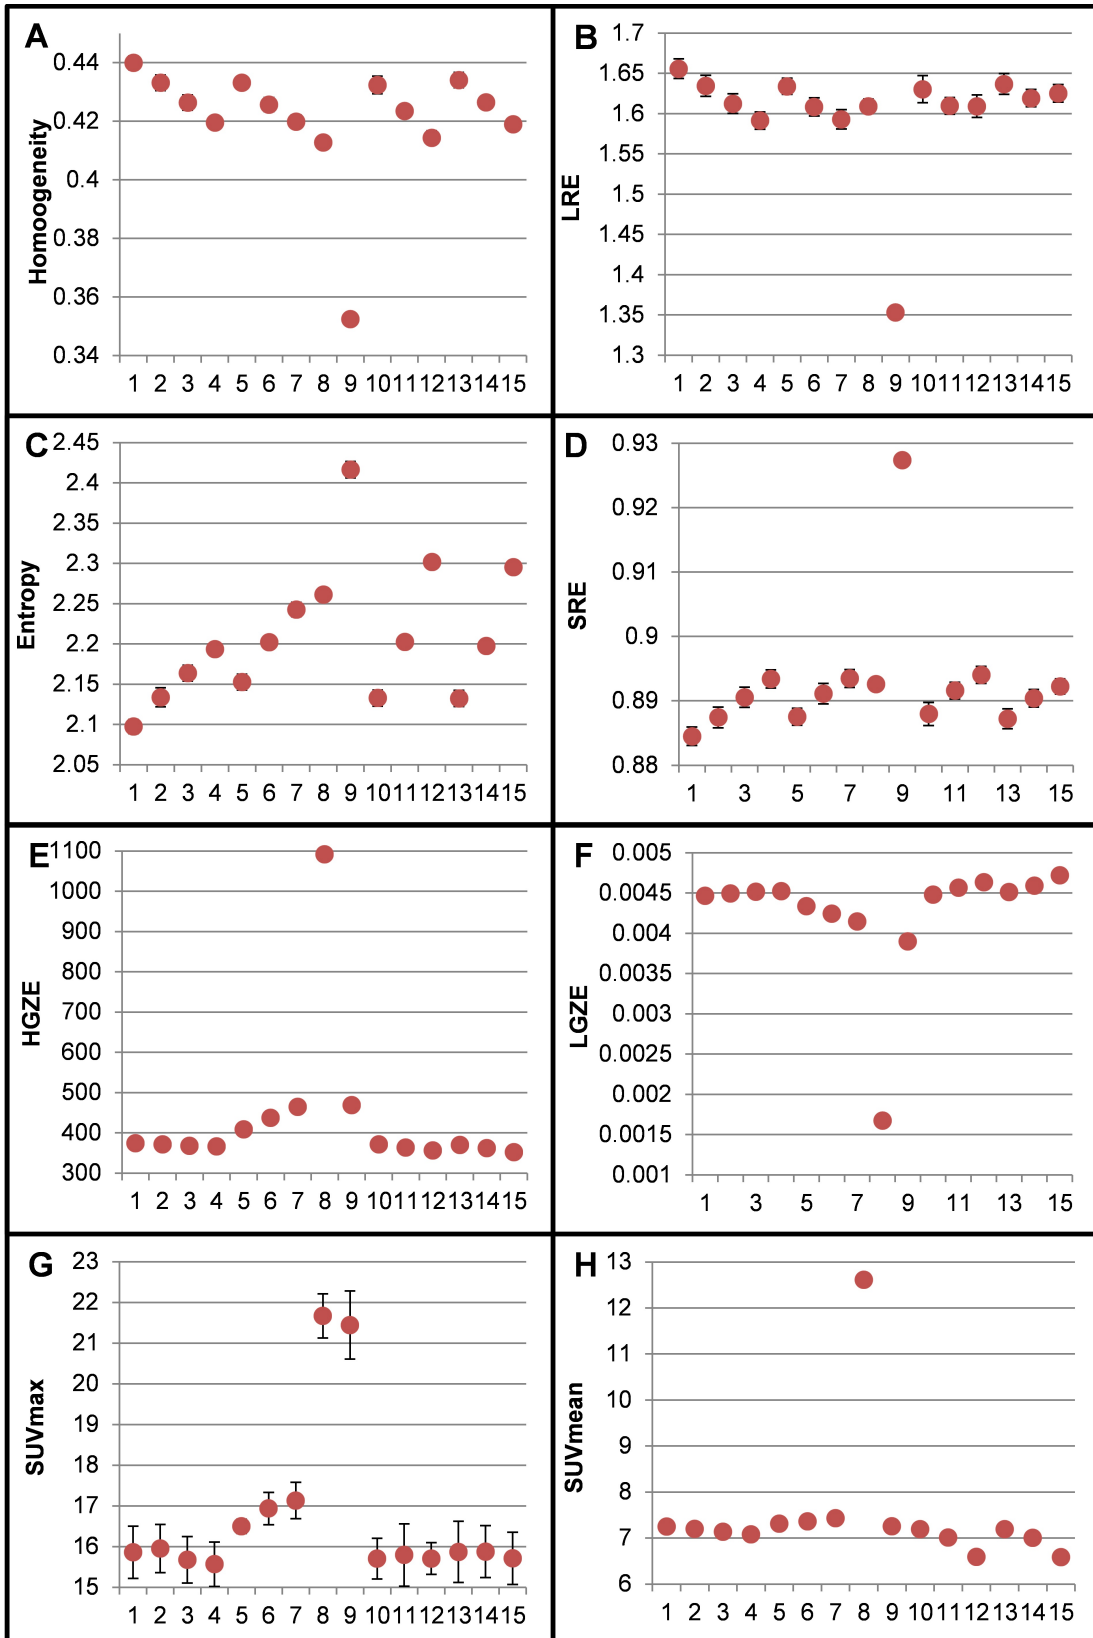 A
Homoogeneity
0.44
0.42
0.4
0.38
0.36
0.34
1 2 3 4 5 6 7 8 9 10 11 12 13 14 15
B
LRE
1.7
1.65
1.6
1.55
1.5
1.45
1.4
1.35
1.3
1 2 3 4 5 6 7 8 9 10 11 12 13 14 15
C
Entropy
2.45
2.4
2.35
2.3
2.25
2.2
2.15
2.1
2.05
1 2 3 4 5 6 7 8 9 10 11 12 13 14 15
D
SRE
0.93
0.92
0.91
0.9
0.89
0.88
1 3 5 7 9 11 13 15
E
HGZE
1100
1000
900
800
700
600
500
400
300
1 2 3 4 5 6 7 8 9 10 11 12 13 14 15
F
LGZE
0.005
0.0045
0.004
0.0035
0.003
0.0025
0.002
0.0015
0.001
1 3 5 7 9 11 13 15
G
SUVmax
23
22
21
20
19
18
17
16
15
1 2 3 4 5 6 7 8 9 10 11 12 13 14 15
H
SUVmean
13
12
11
10
9
8
7
6
1 2 3 4 5 6 7 8 9 10 11 12 13 14 15